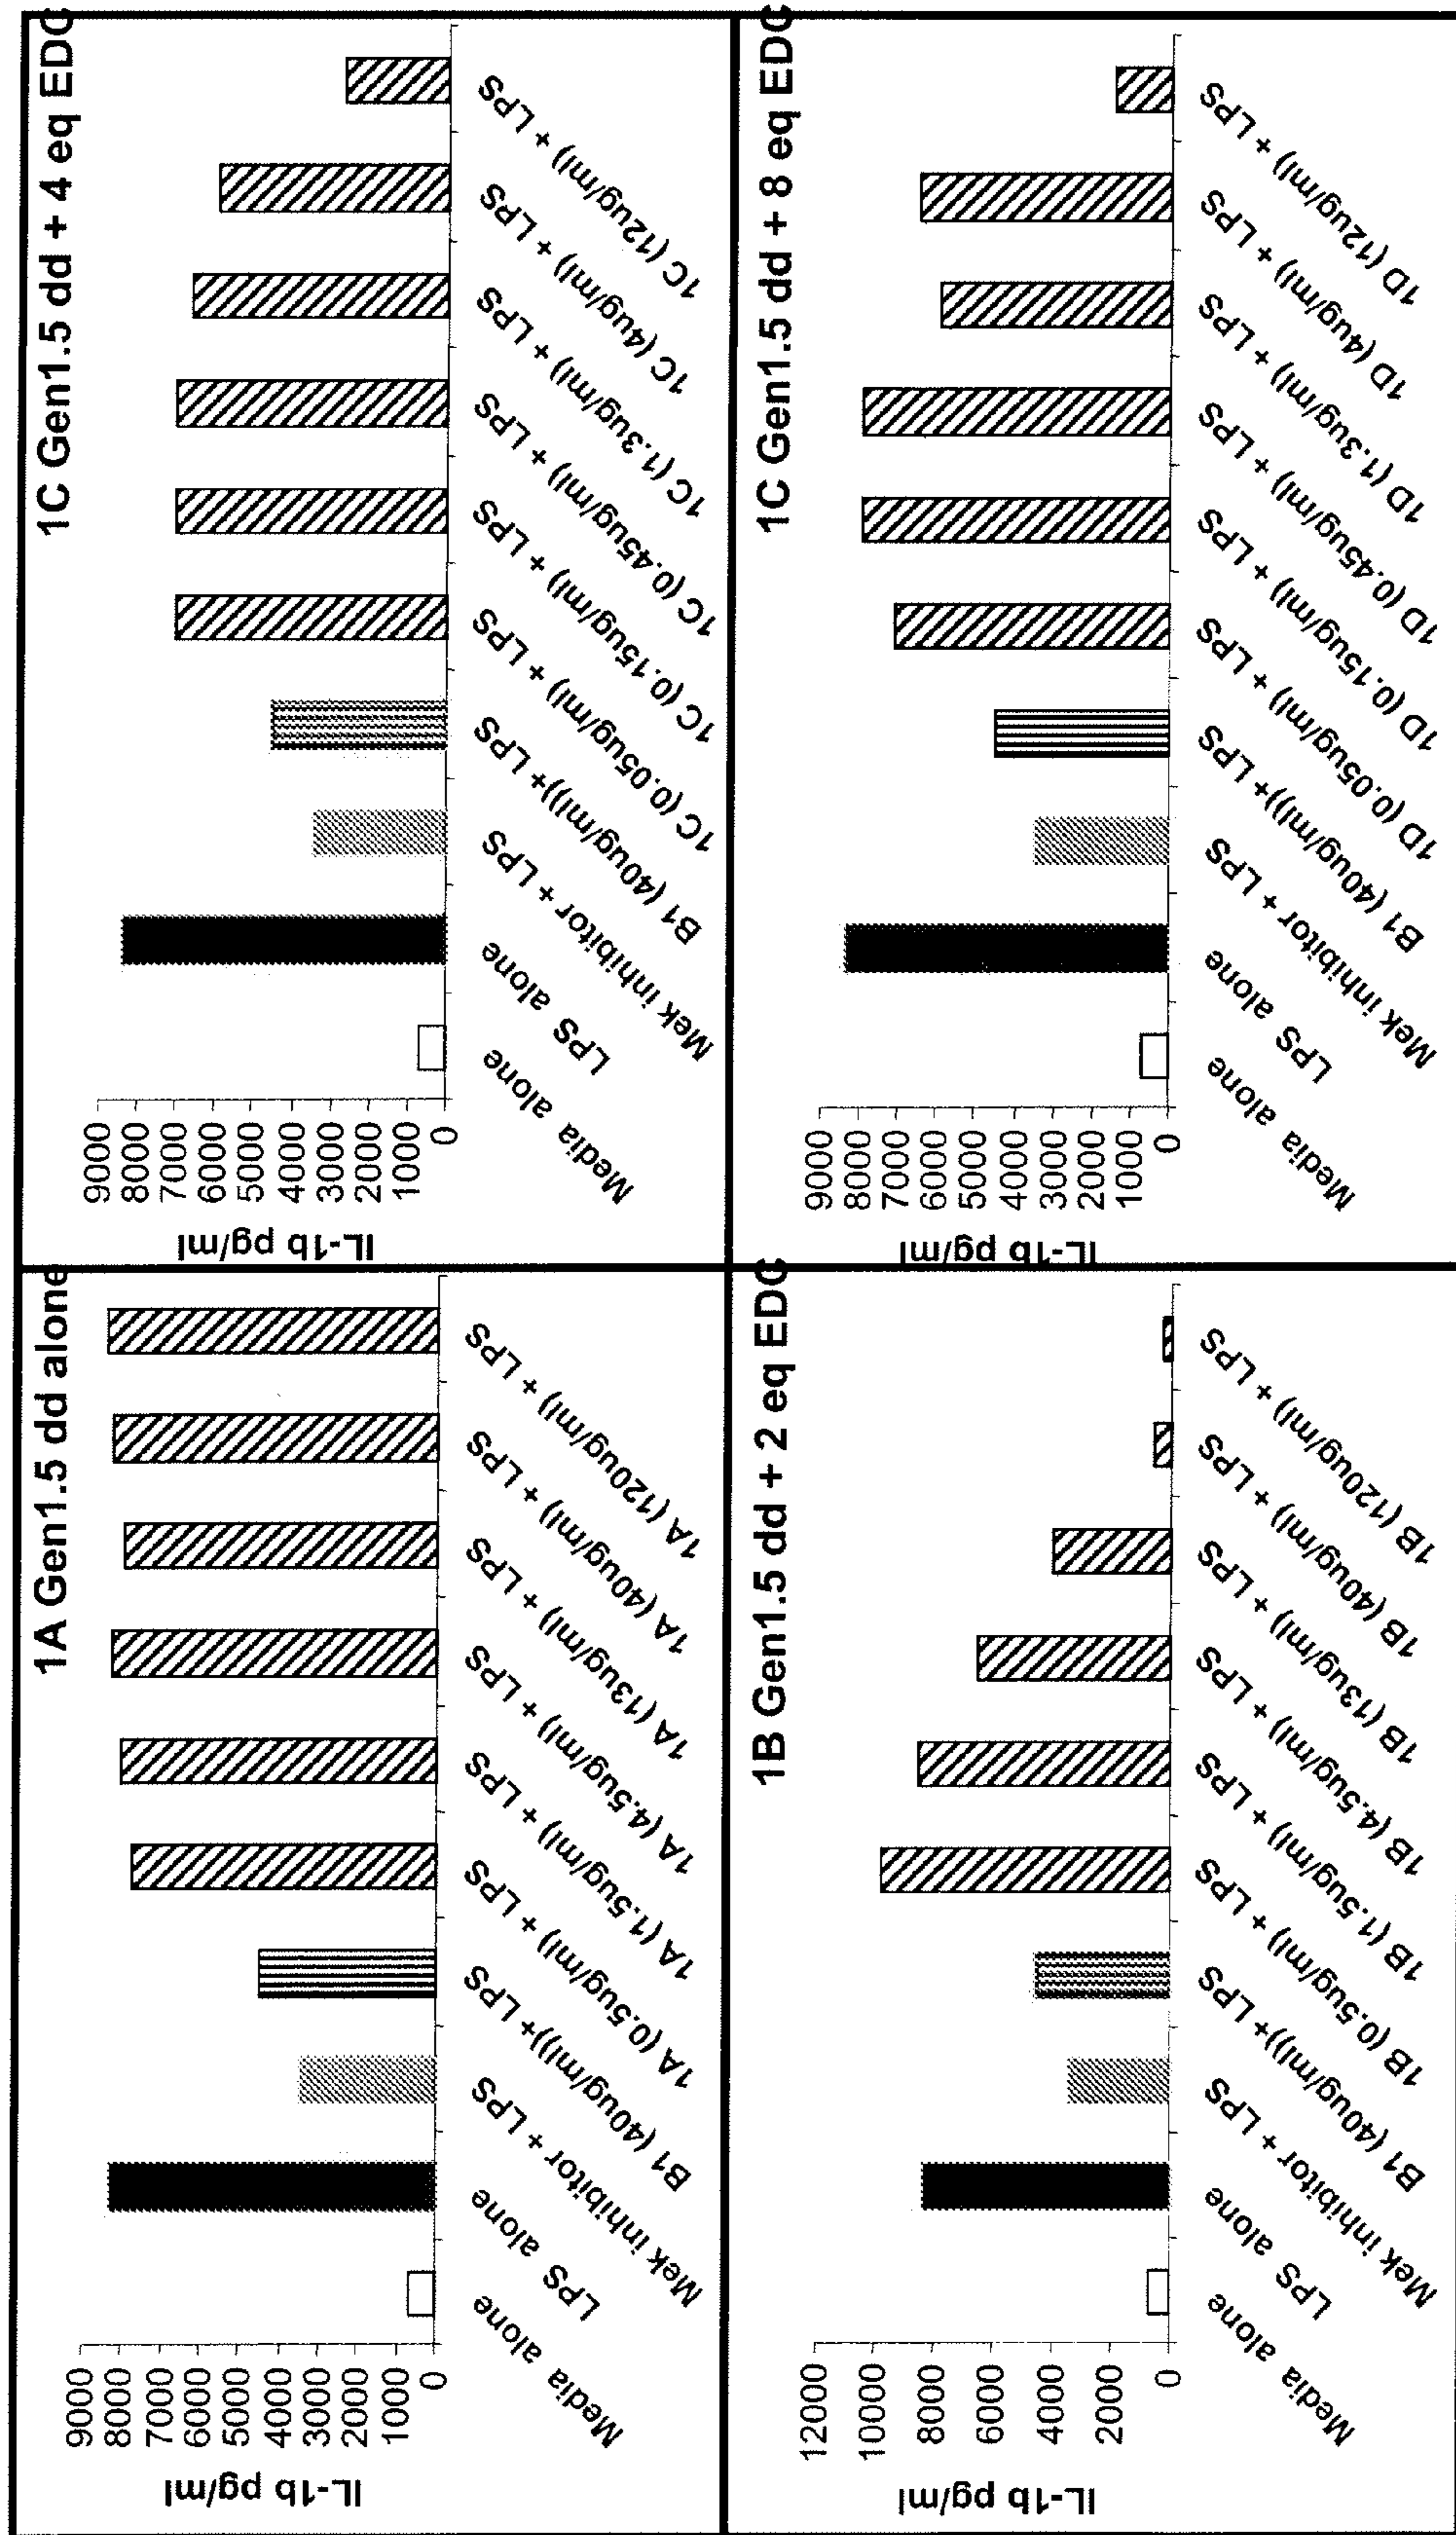 1A Gen1.5 dd alone
IL-1b pg/ml
9000
8000
7000
6000
5000
4000
3000
2000
1000
0
Media alone
LPS alone
Mek inhibitor + LPS
B1 (40ug/ml))+ LPS
1A (0.5ug/ml) + LPS
1A (1.5ug/ml) + LPS
1A (4.5ug/ml) + LPS
1A (13ug/ml) + LPS
1A (40ug/ml) + LPS
1A (120ug/ml) + LPS
1C Gen1.5 dd + 4 eq EDC
IL-1b pg/ml
9000
8000
7000
6000
5000
4000
3000
2000
1000
0
Media alone
LPS alone
Mek inhibitor + LPS
B1 (40ug/ml))+ LPS
1C (0.05ug/ml) + LPS
1C (0.15ug/ml) + LPS
1C (0.45ug/ml) + LPS
1C (1.3ug/ml) + LPS
1C (4ug/ml) + LPS
1C (12ug/ml) + LPS
1B Gen1.5 dd + 2 eq EDC
IL-1b pg/ml
12000
10000
8000
6000
4000
2000
0
Media alone
LPS alone
Mek inhibitor + LPS
B1 (40ug/ml))+ LPS
1B (0.5ug/ml) + LPS
1B (1.5ug/ml) + LPS
1B (4.5ug/ml) + LPS
1B (13ug/ml) + LPS
1B (40ug/ml) + LPS
1B (120ug/ml) + LPS
1C Gen1.5 dd + 8 eq EDC
IL-1b pg/ml
9000
8000
7000
6000
5000
4000
3000
2000
1000
0
Media alone
LPS alone
Mek inhibitor + LPS
B1 (40ug/ml))+ LPS
1D (0.05ug/ml) + LPS
1D (0.15ug/ml) + LPS
1D (0.45ug/ml) + LPS
1D (1.3ug/ml) + LPS
1D (4ug/ml) + LPS
1D (12ug/ml) + LPS